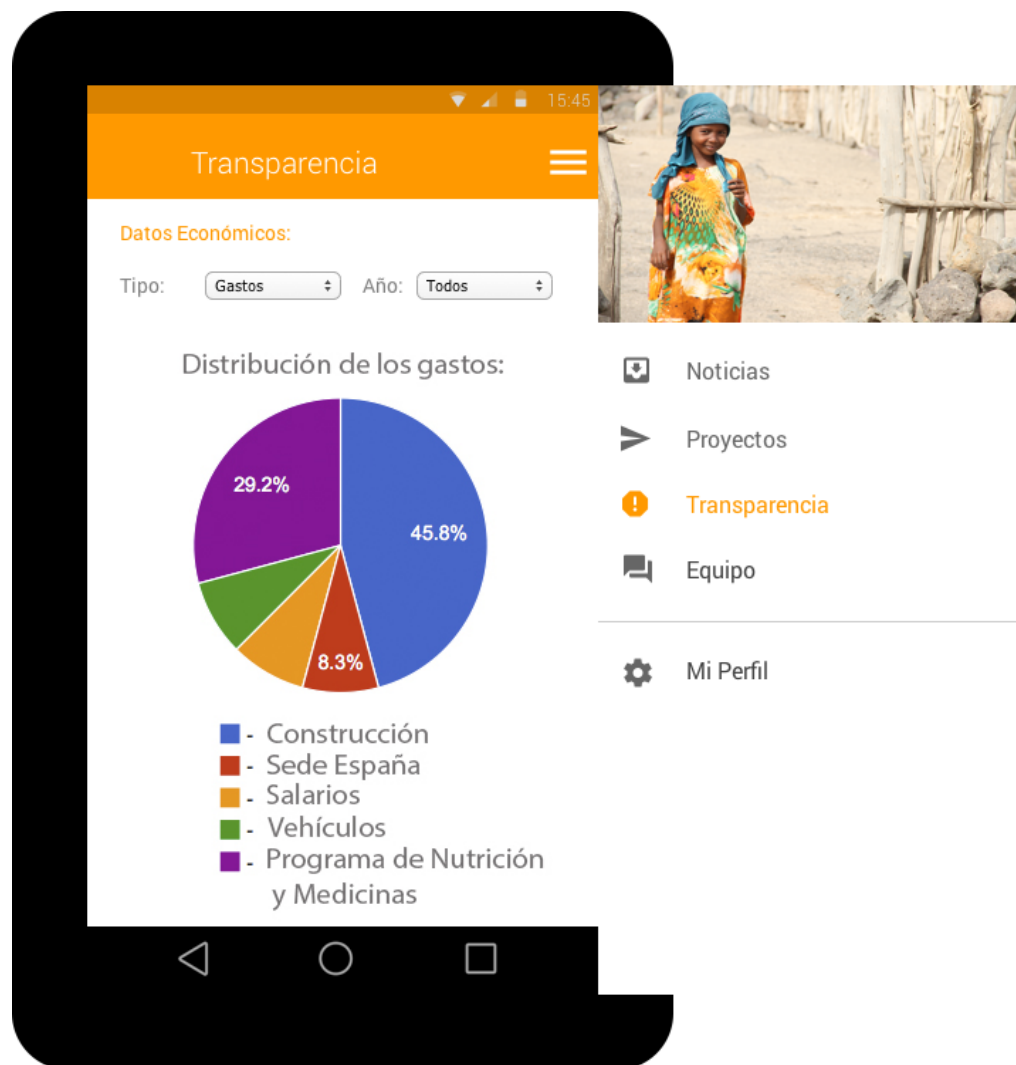 15:45
Transparencia
Datos Económicos:
Tipo: Gastos Año: Todos
Distribución de los gastos:
29.2%
45.8%
8.3%
- Construcción
- Sede España
- Salarios
- Vehículos
- Programa de Nutrición
y Medicinas
Noticias
Proyectos
Transparencia
Equipo
Mi Perfil